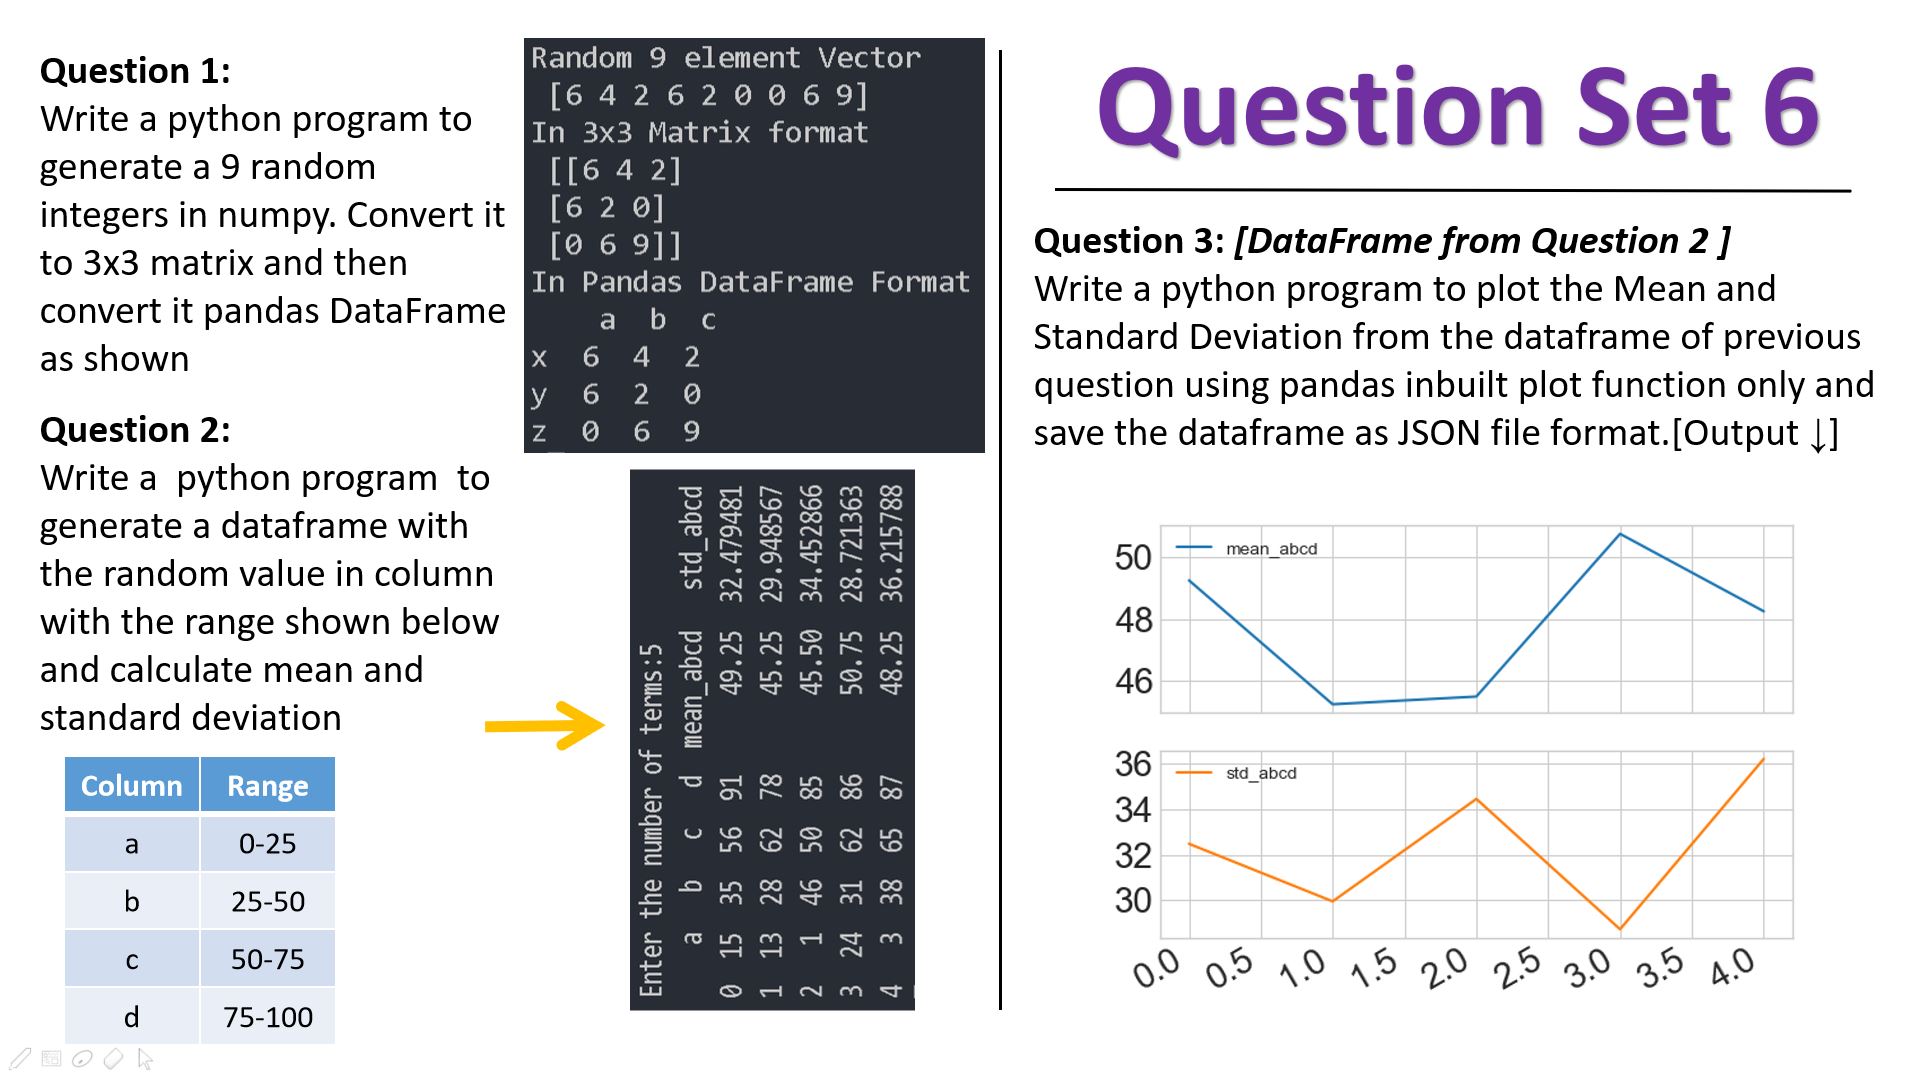 Question 1:
Write a python program to
generate a 9 random
integers in numpy. Convert it
to 3x3 matrix and then
convert it pandas DataFrame
as shown
Question 2:
Write a  python program  to
generate a dataframe with
the random value in column
with the range shown below
and calculate mean and
standard deviation
Column Range
a 0-25
b 25-50
c 50-75
d 75-100
Random 9 element Vector
[6 4 2 6 2 0 0 6 9]
In 3x3 Matrix format
[[6 4 2]
[6 2 0]
[0 6 9]]
In Pandas DataFrame Format
a b c
x 6 4 2
y 6 2 0
z 0 6 9
Enter the number of terms:5
a b c d mean_abcd std_abcd
0 15 35 56 91 49.25 32.479481
1 13 28 62 78 45.25 29.948567
2 1 46 50 85 45.50 34.452866
3 24 31 62 86 50.75 28.721363
4 3 38 65 87 48.25 36.215788
Question Set 6
Question 3: [DataFrame from Question 2 ]
Write a python program to plot the Mean and
Standard Deviation from the dataframe of previous
question using pandas inbuilt plot function only and
save the dataframe as JSON file format.[Output ↓]
mean_abcd
50
48
46
std_abcd
36
34
32
30
0.0 0.5 1.0 1.5 2.0 2.5 3.0 3.5 4.0